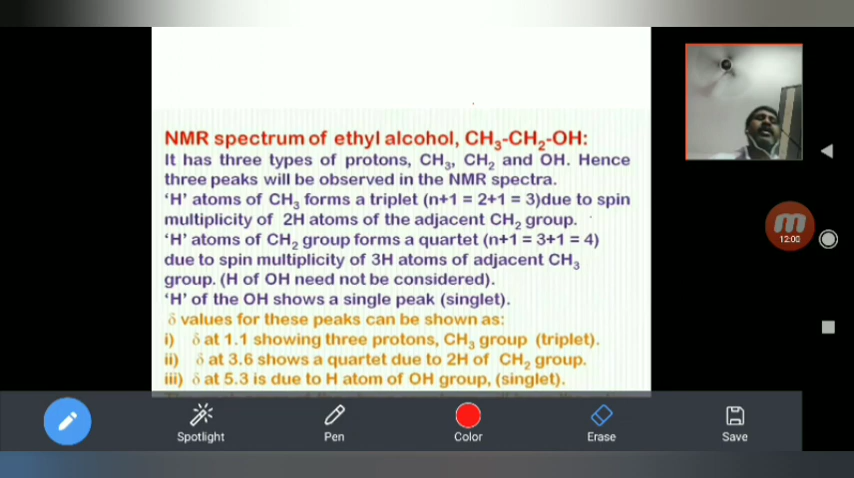 NMR spectrum of ethyl alcohol, CH₃-CH₂-OH:
It has three types of protons, CH₃, CH₂ and OH. Hence
three peaks will be observed in the NMR spectra.
‘H’ atoms of CH₃ forms a triplet (n+1 = 2+1 = 3)due to spin
multiplicity of 2H atoms of the adjacent CH₂ group.
‘H’ atoms of CH₂ group forms a quartet (n+1 = 3+1 = 4)
due to spin multiplicity of 3H atoms of adjacent CH₃
group. (H of OH need not be considered).
‘H’ of the OH shows a single peak (singlet).
δ values for these peaks can be shown as:
i) δ at 1.1 showing three protons, CH₃ group (triplet).
ii) δ at 3.6 shows a quartet due to 2H of CH₂ group.
iii) δ at 5.3 is due to H atom of OH group, (singlet).
12:00
Spotlight
Pen
Color
Erase
Save